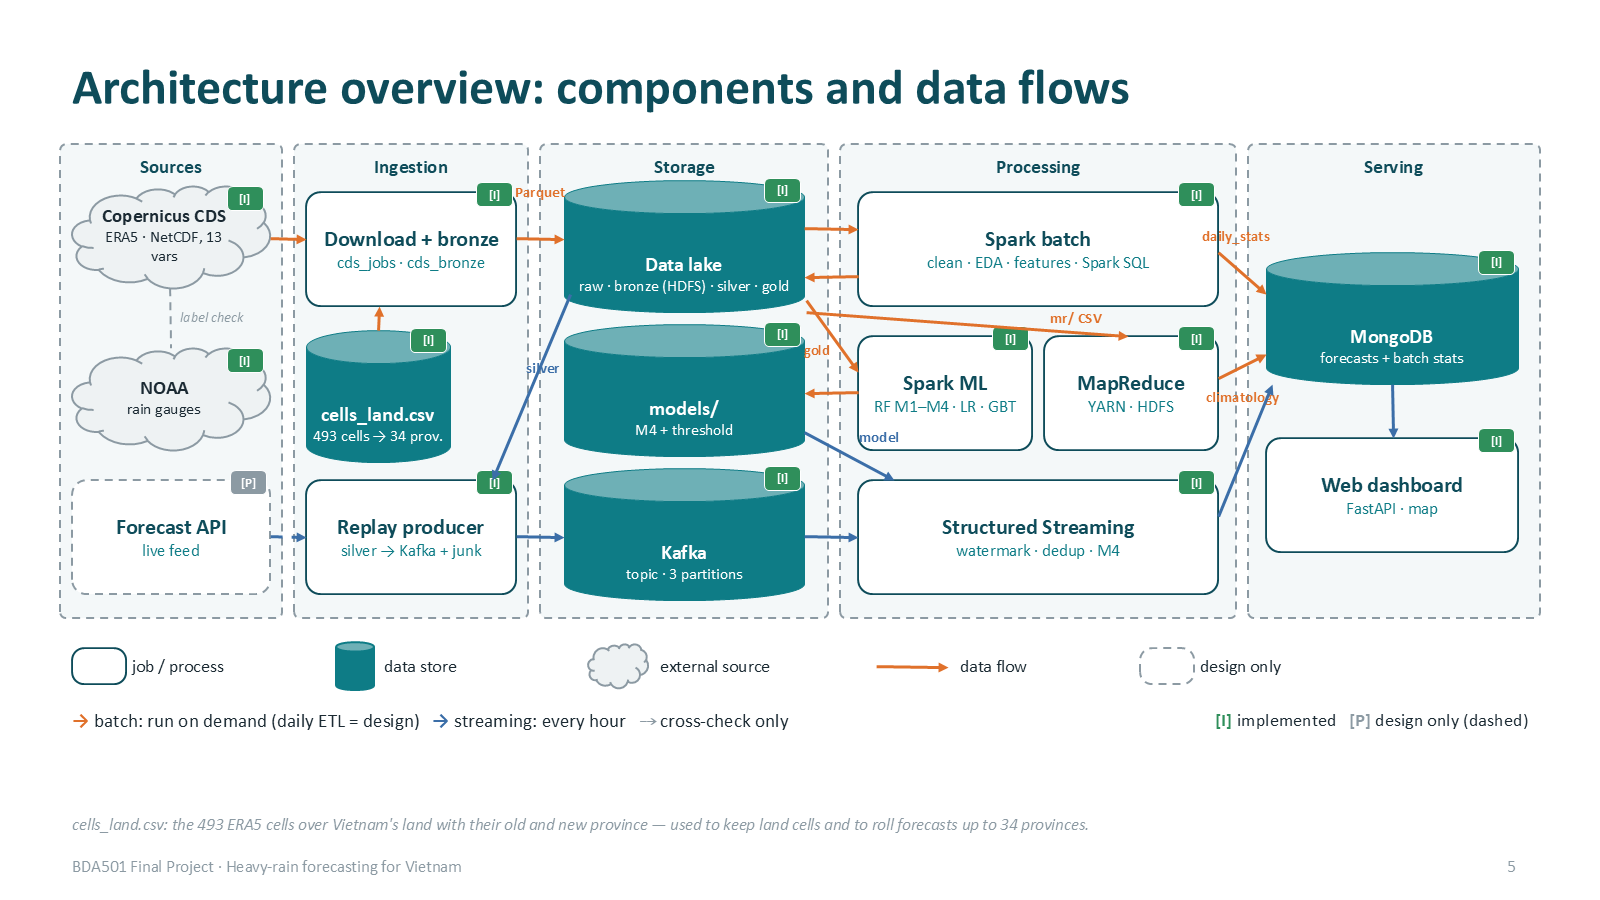 Architecture overview: components and data flows
Sources
Copernicus CDS
[I]
ERA5 · NetCDF, 13
vars
label check
NOAA
[I]
rain gauges
Forecast API
[P]
live feed
Ingestion
Download + bronze
[I]
cds_jobs · cds_bronze
cells_land.csv
[I]
493 cells → 34 prov.
Replay producer
[I]
silver → Kafka + junk
Parquet
silver
Storage
Data lake
[I]
raw · bronze (HDFS) · silver · gold
models/
[I]
M4 + threshold
Kafka
[I]
topic · 3 partitions
gold
model
mr/ CSV
Processing
Spark batch
[I]
clean · EDA · features · Spark SQL
Spark ML
[I]
RF M1–M4 · LR · GBT
MapReduce
[I]
YARN · HDFS
Structured Streaming
[I]
watermark · dedup · M4
daily_stats
climatology
Serving
MongoDB
[I]
forecasts + batch stats
Web dashboard
[I]
FastAPI · map
job / process
data store
external source
data flow
design only
→ batch: run on demand (daily ETL = design) → streaming: every hour → cross-check only
[I] implemented [P] design only (dashed)
cells_land.csv: the 493 ERA5 cells over Vietnam's land with their old and new province — used to keep land cells and to roll forecasts up to 34 provinces.
BDA501 Final Project · Heavy-rain forecasting for Vietnam
5